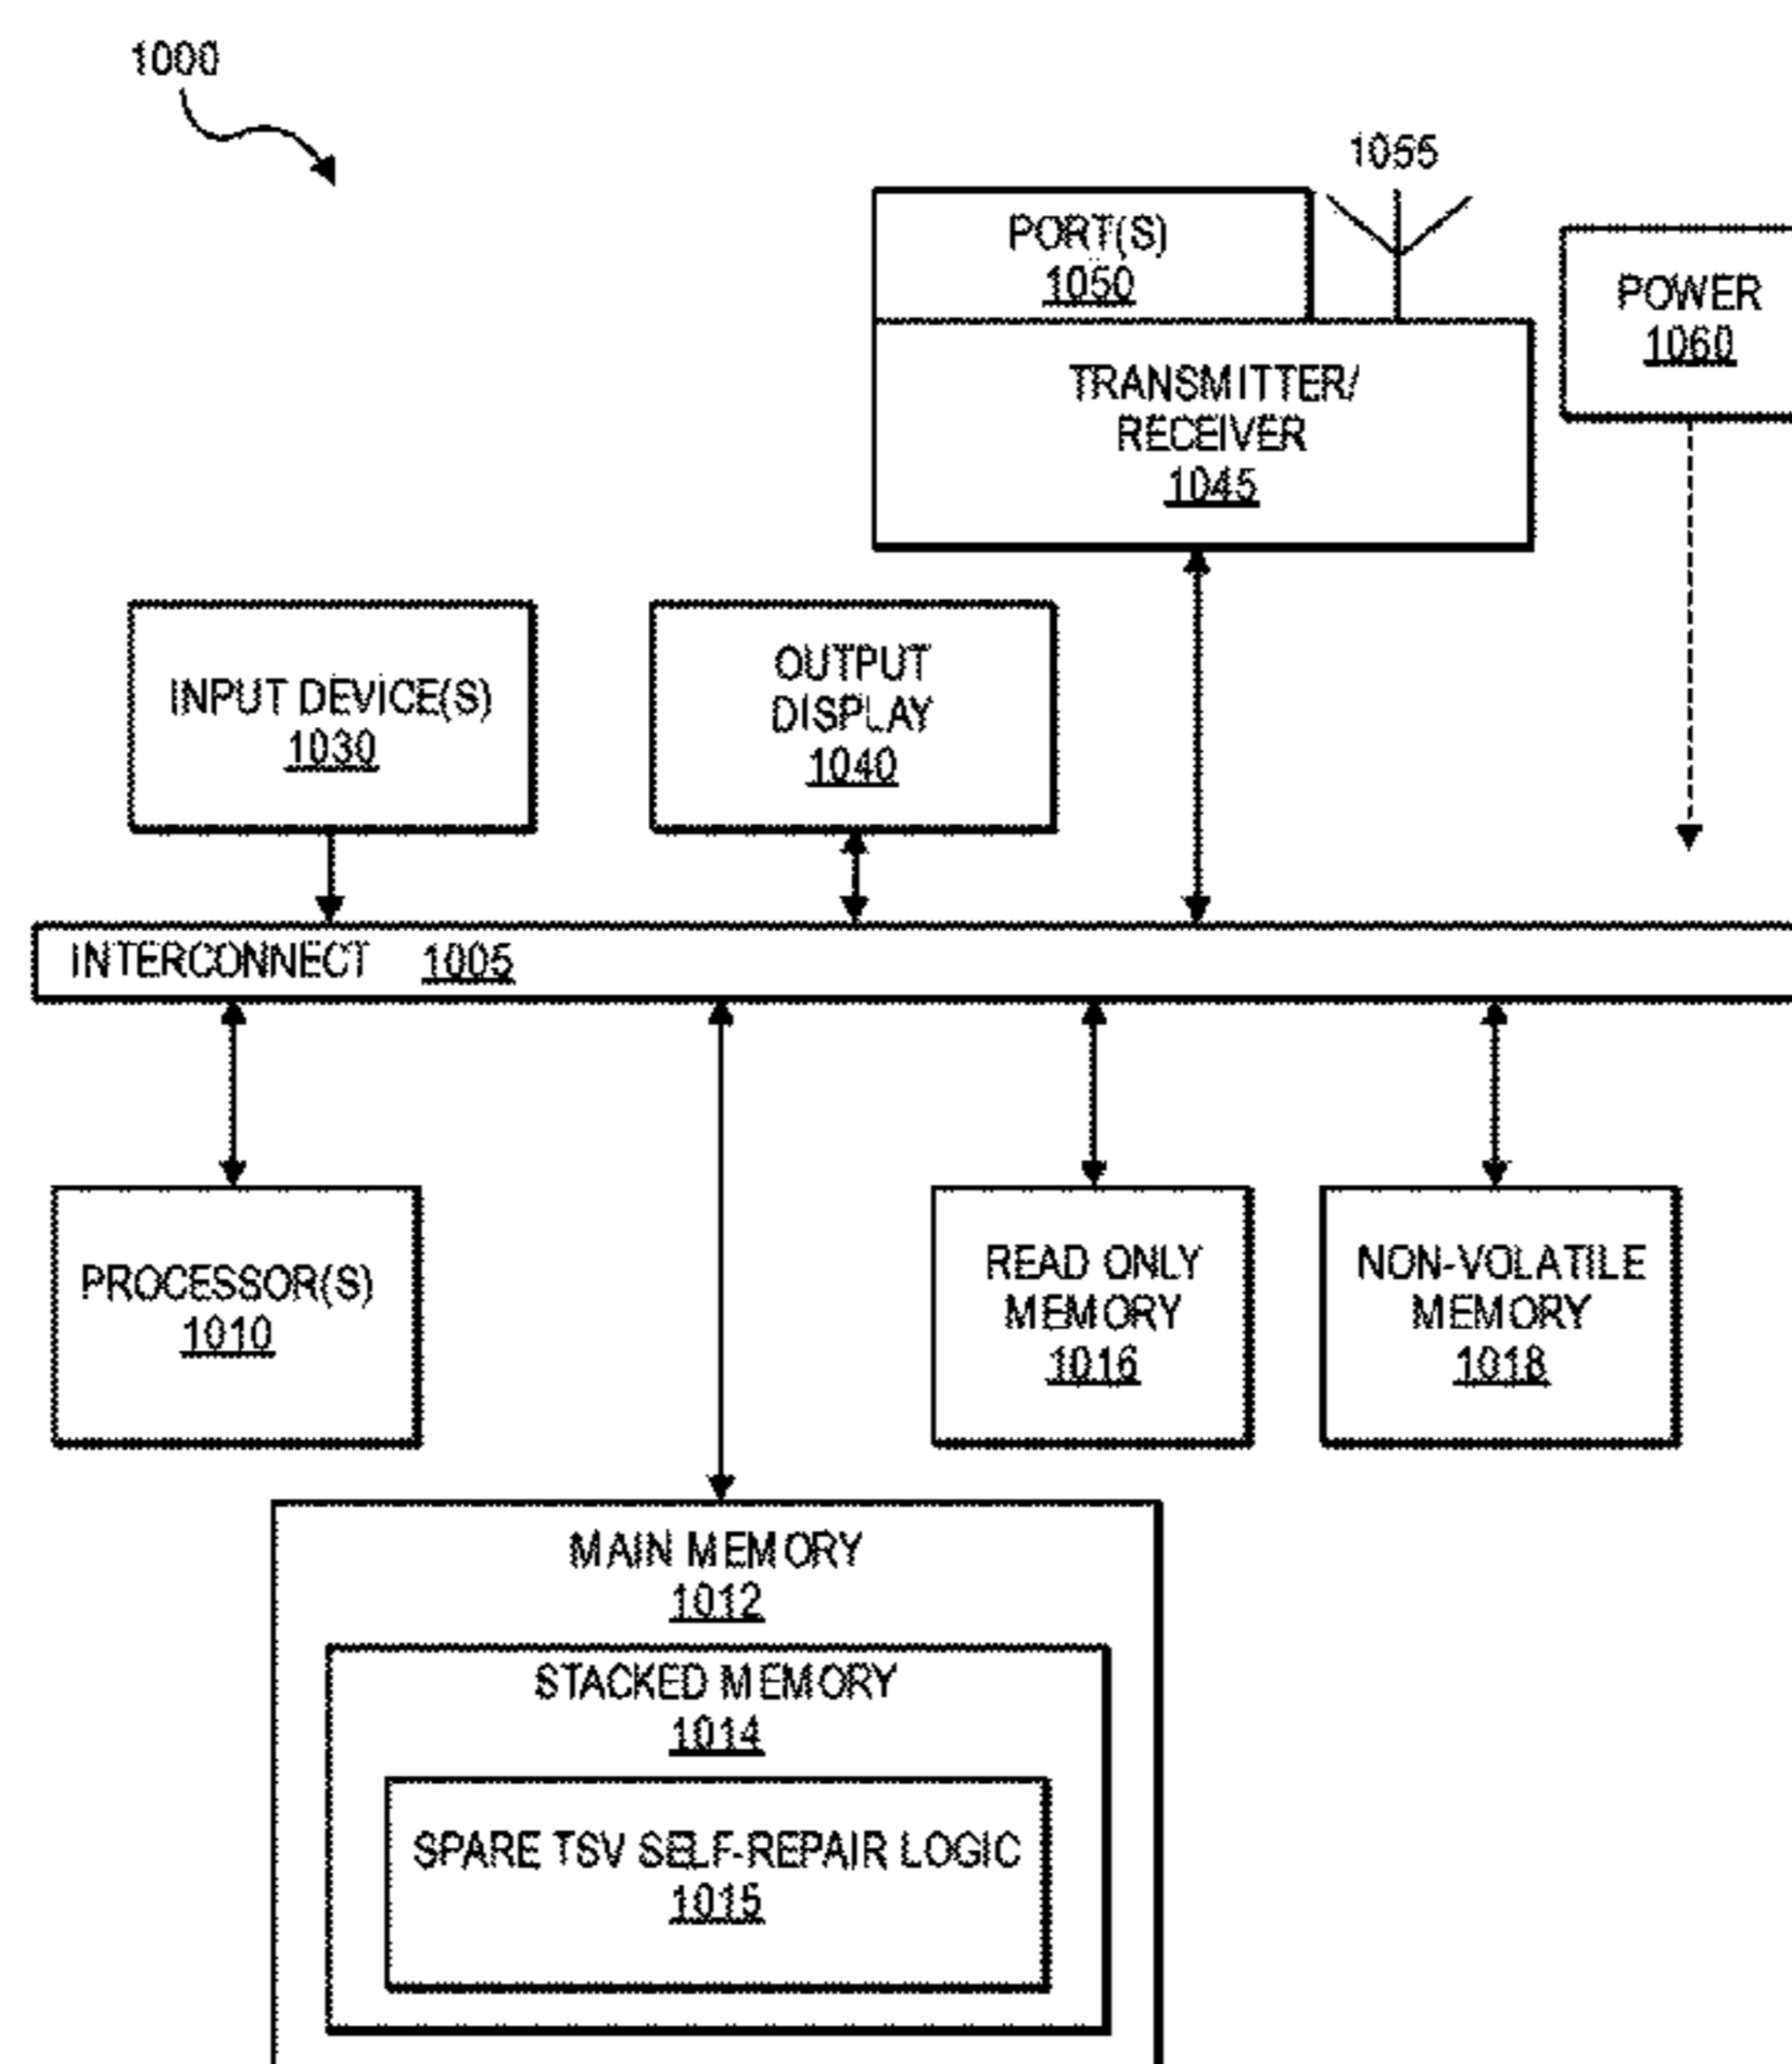 1000
1055
PORT(S)
1050
POWER
1060
TRANSMITTER/
RECEIVER
1045
INPUT DEVICE(S)
1030
OUTPUT
DISPLAY
1040
INTERCONNECT 1005
PROCESSOR(S)
1010
READ ONLY
MEMORY
1016
NON-VOLATILE
MEMORY
1018
MAIN MEMORY
1012
STACKED MEMORY
1014
SPARE TSV SELF-REPAIR LOGIC
1015